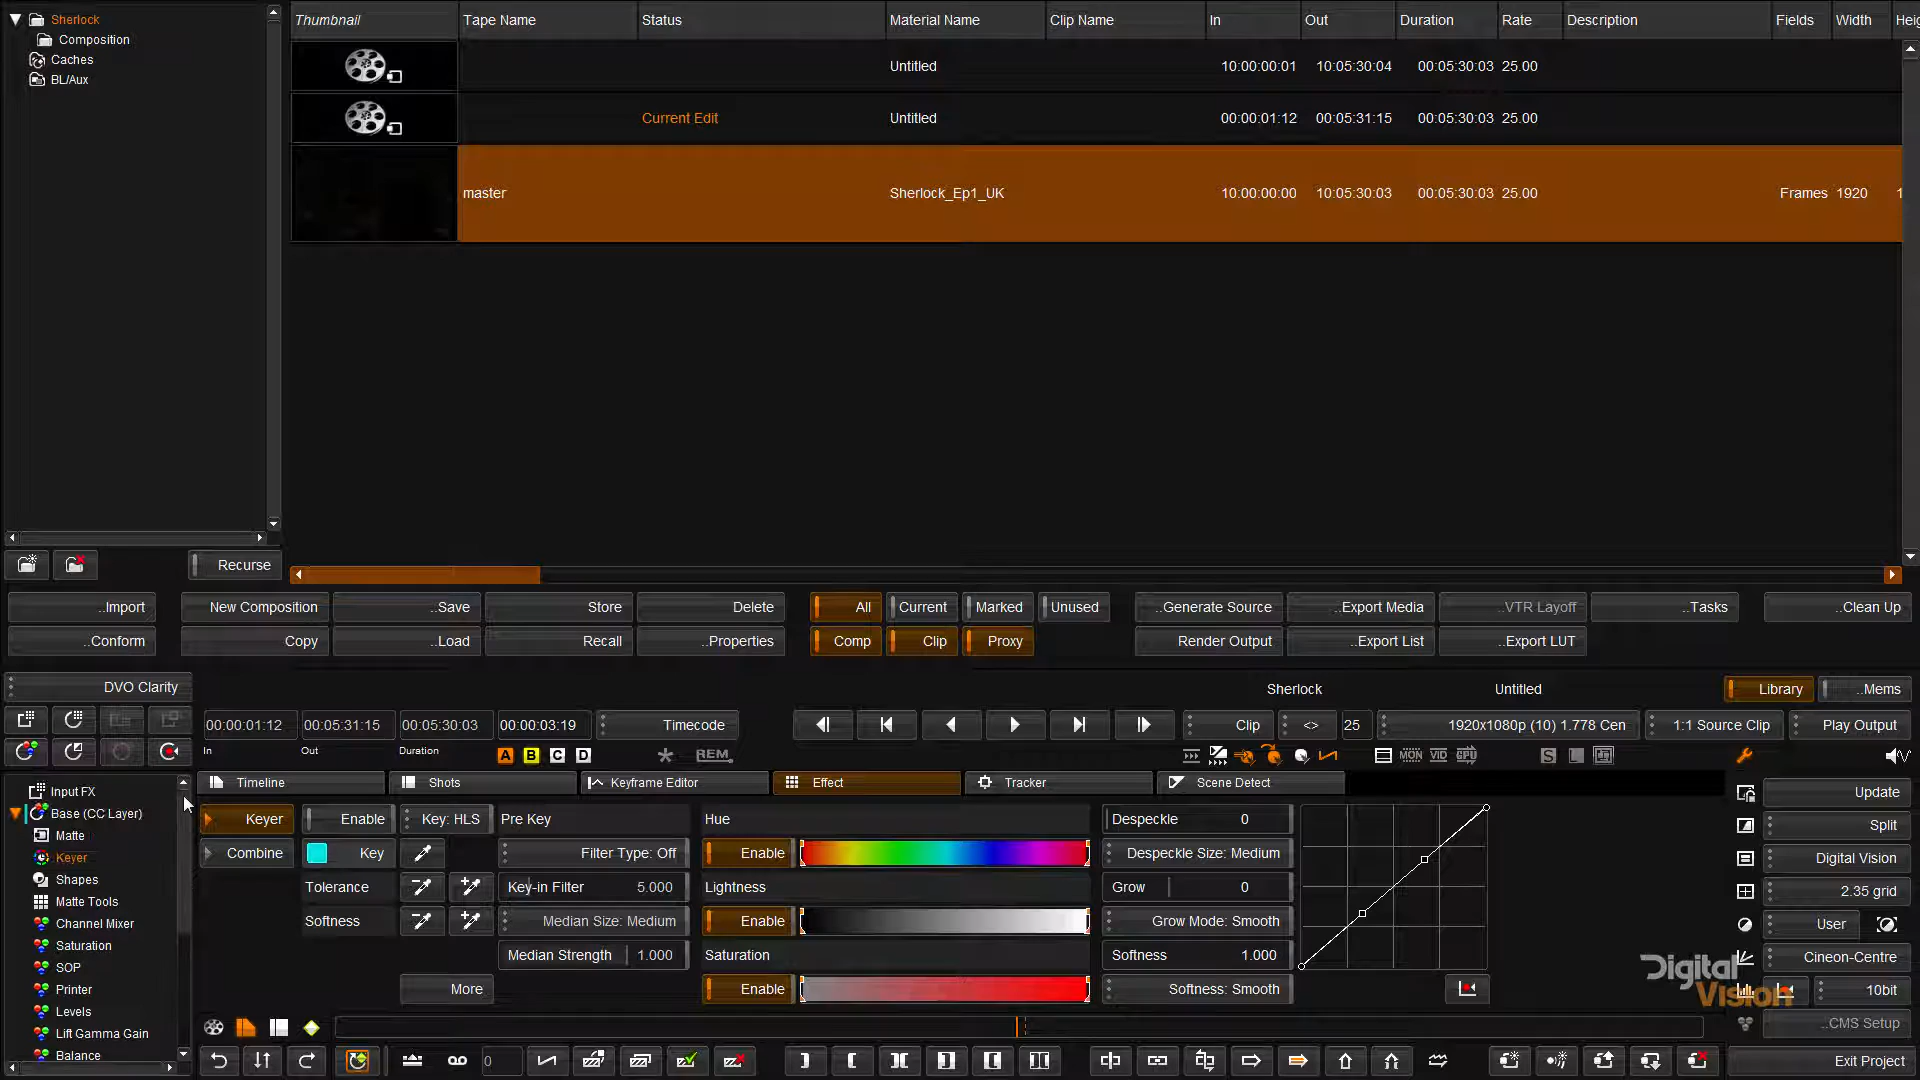 Sherlock
Composition
Caches
BL/Aux
Thumbnail Tape Name Status Material Name Clip Name In Out Duration Rate Description Fields Width Heig
Untitled 10:00:00:01 10:05:30:04 00:05:30:03 25.00
Current Edit Untitled 00:00:01:12 00:05:31:15 00:05:30:03 25.00
master Sherlock_Ep1_UK 10:00:00:00 10:05:30:03 00:05:30:03 25.00 Frames 1920 1
Recurse
..Import New Composition ..Save Store Delete All Current Marked Unused ..Generate Source ..Export Media ..VTR Layoff ..Tasks ..Clean Up
..Conform Copy ..Load Recall ..Properties Comp Clip Proxy Render Output ..Export List ..Export LUT
DVO Clarity Sherlock Untitled Library ..Mems
00:00:01:12 00:05:31:15 00:05:30:03 00:00:03:19 Timecode Clip <> 25 1920x1080p (10) 1.778 Cen 1:1 Source Clip Play Output
In Out Duration A B C D REM MON VID GPU S
Timeline Shots Keyframe Editor Effect Tracker Scene Detect
Input FX
Base (CC Layer)
Matte
Keyer
Shapes
Matte Tools
Channel Mixer
Saturation
SOP
Printer
Levels
Lift Gamma Gain
Balance
Keyer Enable Key: HLS Pre Key Hue Despeckle 0
Combine Key Filter Type: Off Enable Despeckle Size: Medium
Tolerance Key-in Filter 5.000 Lightness Grow 0
Softness Median Size: Medium Enable Grow Mode: Smooth
Median Strength 1.000 Saturation Softness 1.000
More Enable Softness: Smooth
Update
Split
Digital Vision
2.35 grid
User
Cineon-Centre
10bit
..CMS Setup
Digital
Vision
0
Exit Project